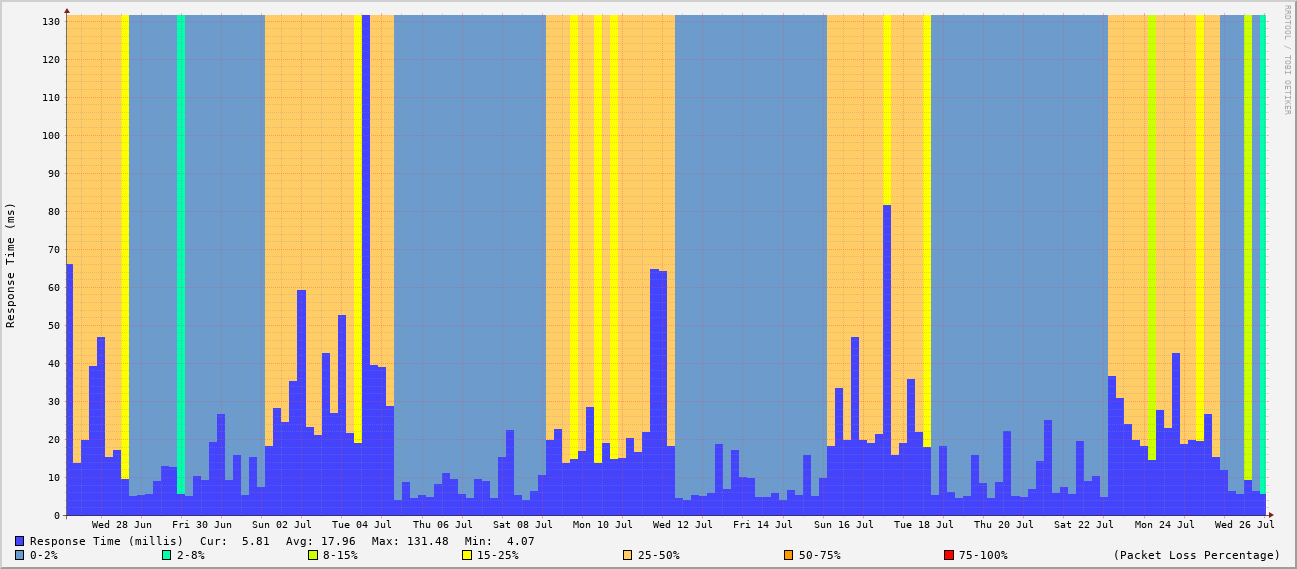 RRDTOOL / TOBI OETIKER
Response Time (ms)
130
120
110
100
90
80
70
60
50
40
30
20
10
0
Wed 28 Jun Fri 30 Jun Sun 02 Jul Tue 04 Jul Thu 06 Jul Sat 08 Jul Mon 10 Jul Wed 12 Jul Fri 14 Jul Sun 16 Jul Tue 18 Jul Thu 20 Jul Sat 22 Jul Mon 24 Jul Wed 26 Jul
Response Time (millis) Cur: 5.81 Avg: 17.96 Max: 131.48 Min: 4.07
0-2% 2-8% 8-15% 15-25% 25-50% 50-75% 75-100% (Packet Loss Percentage)